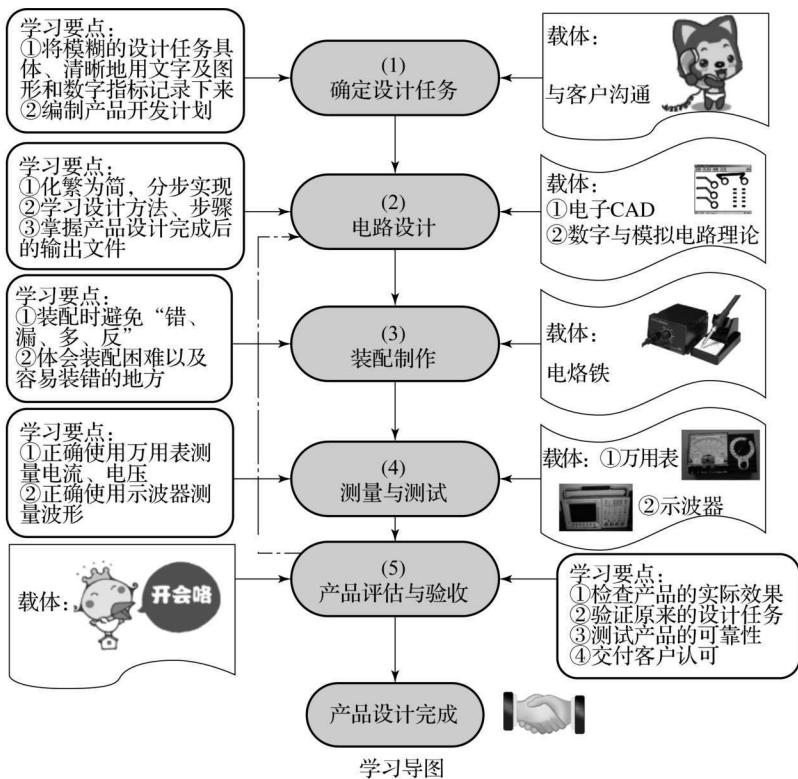 学习要点：
①将模糊的设计任务具
体、清晰地用文字及图
形和数字指标记录下来
②编制产品开发计划
(1)
确定设计任务
载体：
与客户沟通
学习要点：
①化繁为简，分步实现
②学习设计方法、步骤
③掌握产品设计完成后
的输出文件
(2)
电路设计
载体：
①电子CAD
②数字与模拟电路理论
学习要点：
①装配时避免“错、
漏、多、反”
②体会装配困难以及
容易装错的地方
(3)
装配制作
载体：
电烙铁
学习要点：
①正确使用万用表测
量电流、电压
②正确使用示波器测
量波形
(4)
测量与测试
载体：①万用表
②示波器
载体：
开会咯
(5)
产品评估与验收
学习要点：
①检查产品的实际效果
②验证原来的设计任务
③测试产品的可靠性
④交付客户认可
产品设计完成
学习导图